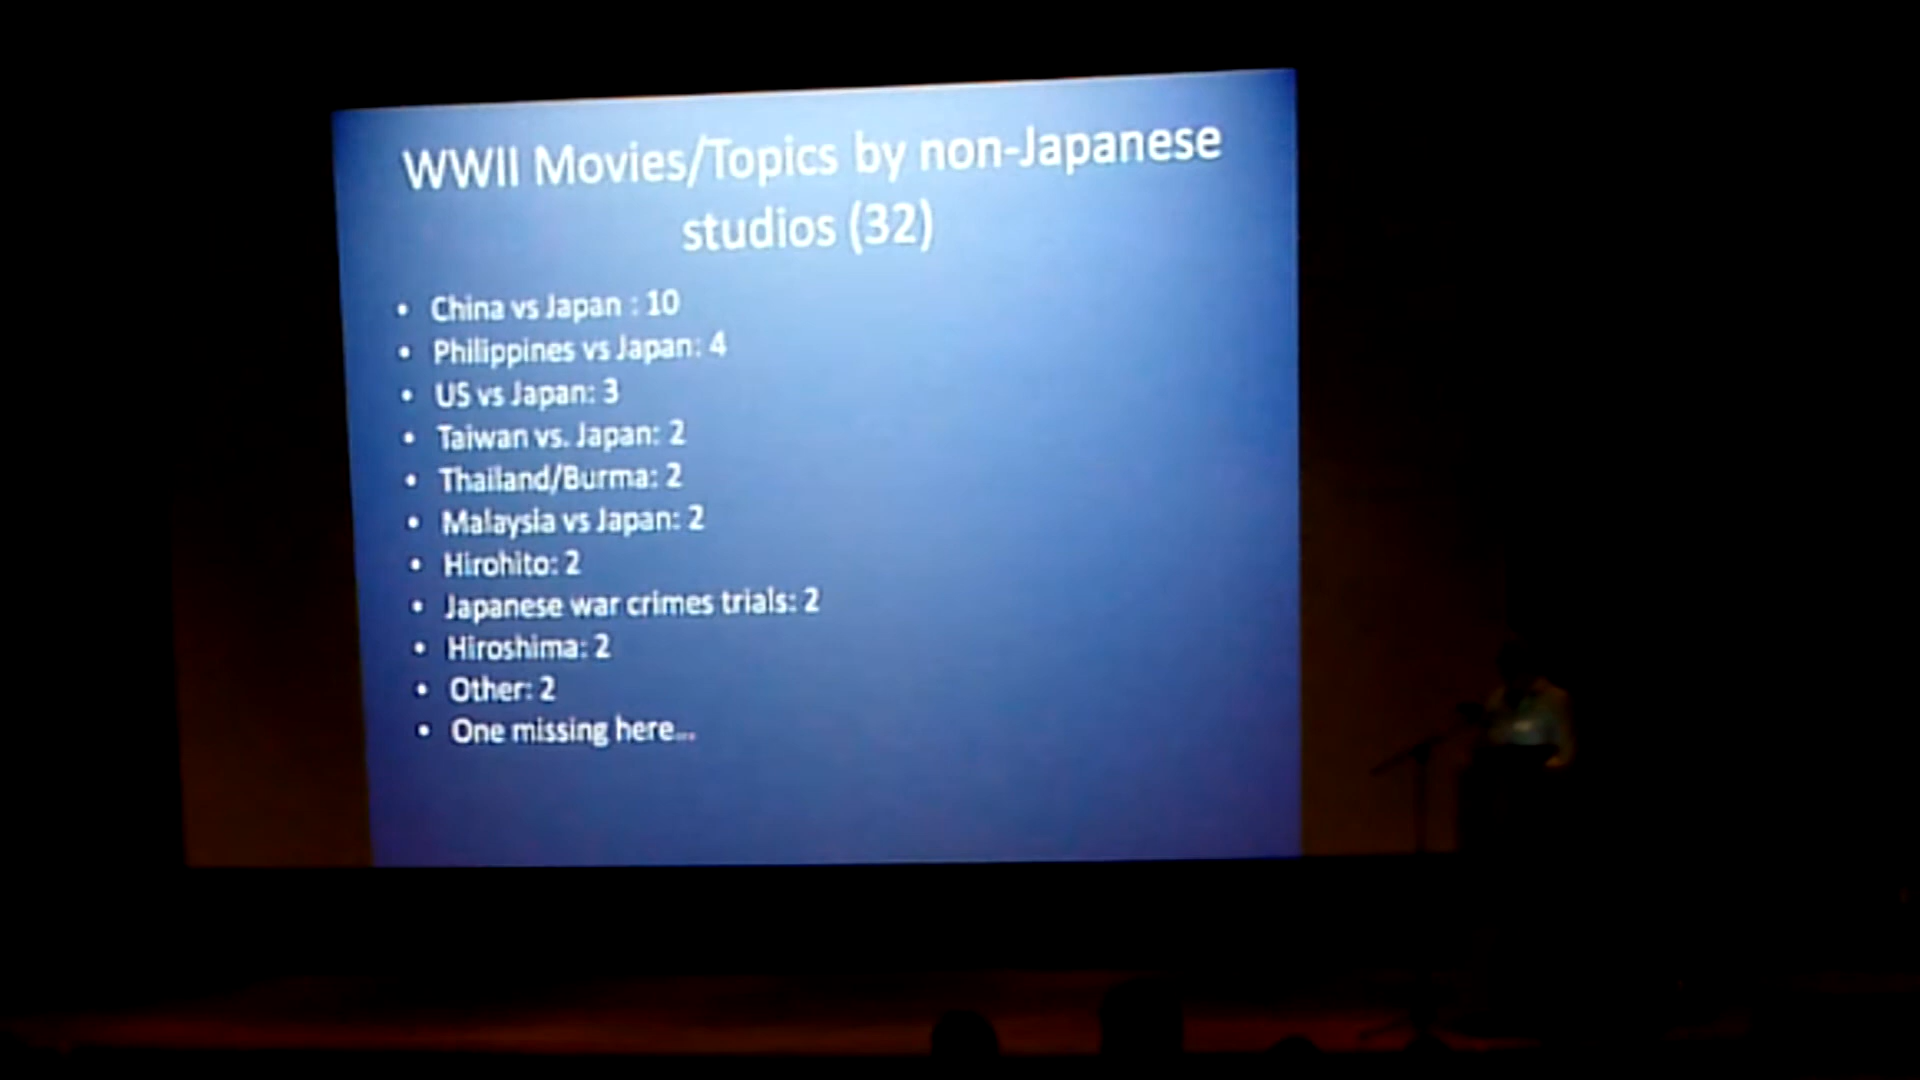 WWII Movies/Topics by non-Japanese
studios (32)
• China vs Japan : 10
• Philippines vs Japan: 4
• US vs Japan: 3
• Taiwan vs. Japan: 2
• Thailand/Burma: 2
• Malaysia vs Japan: 2
• Hirohito: 2
• Japanese war crimes trials: 2
• Hiroshima: 2
• Other: 2
• One missing here...